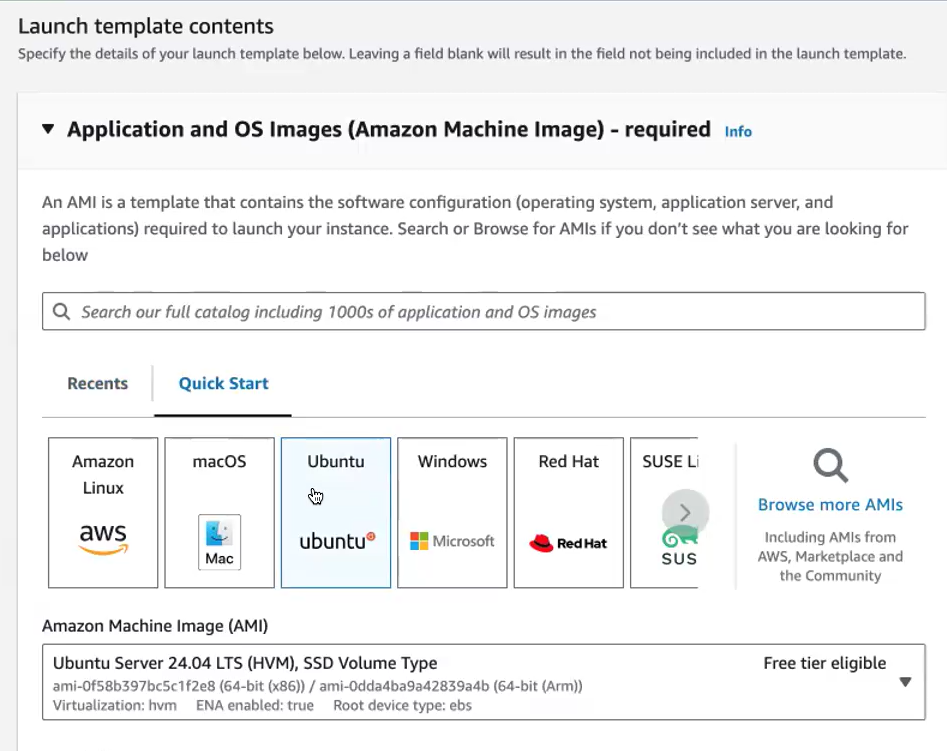 Launch template contents
Specify the details of your launch template below. Leaving a field blank will result in the field not being included in the launch template.
Application and OS Images (Amazon Machine Image) - required Info
An AMI is a template that contains the software configuration (operating system, application server, and
applications) required to launch your instance. Search or Browse for AMIs if you don't see what you are looking for
below
Search our full catalog including 1000s of application and OS images
Recents
Quick Start
Amazon
Linux
aws
macOS
Mac
Ubuntu
ubuntu
Windows
Microsoft
Red Hat
Red Hat
SUSE Li
SUS
Browse more AMIs
Including AMIs from
AWS, Marketplace and
the Community
Amazon Machine Image (AMI)
Ubuntu Server 24.04 LTS (HVM), SSD Volume Type
Free tier eligible
ami-0f58b397bc5c1f2e8 (64-bit (x86)) / ami-0dda4ba9a42839a4b (64-bit (Arm))
Virtualization: hvm ENA enabled: true Root device type: ebs